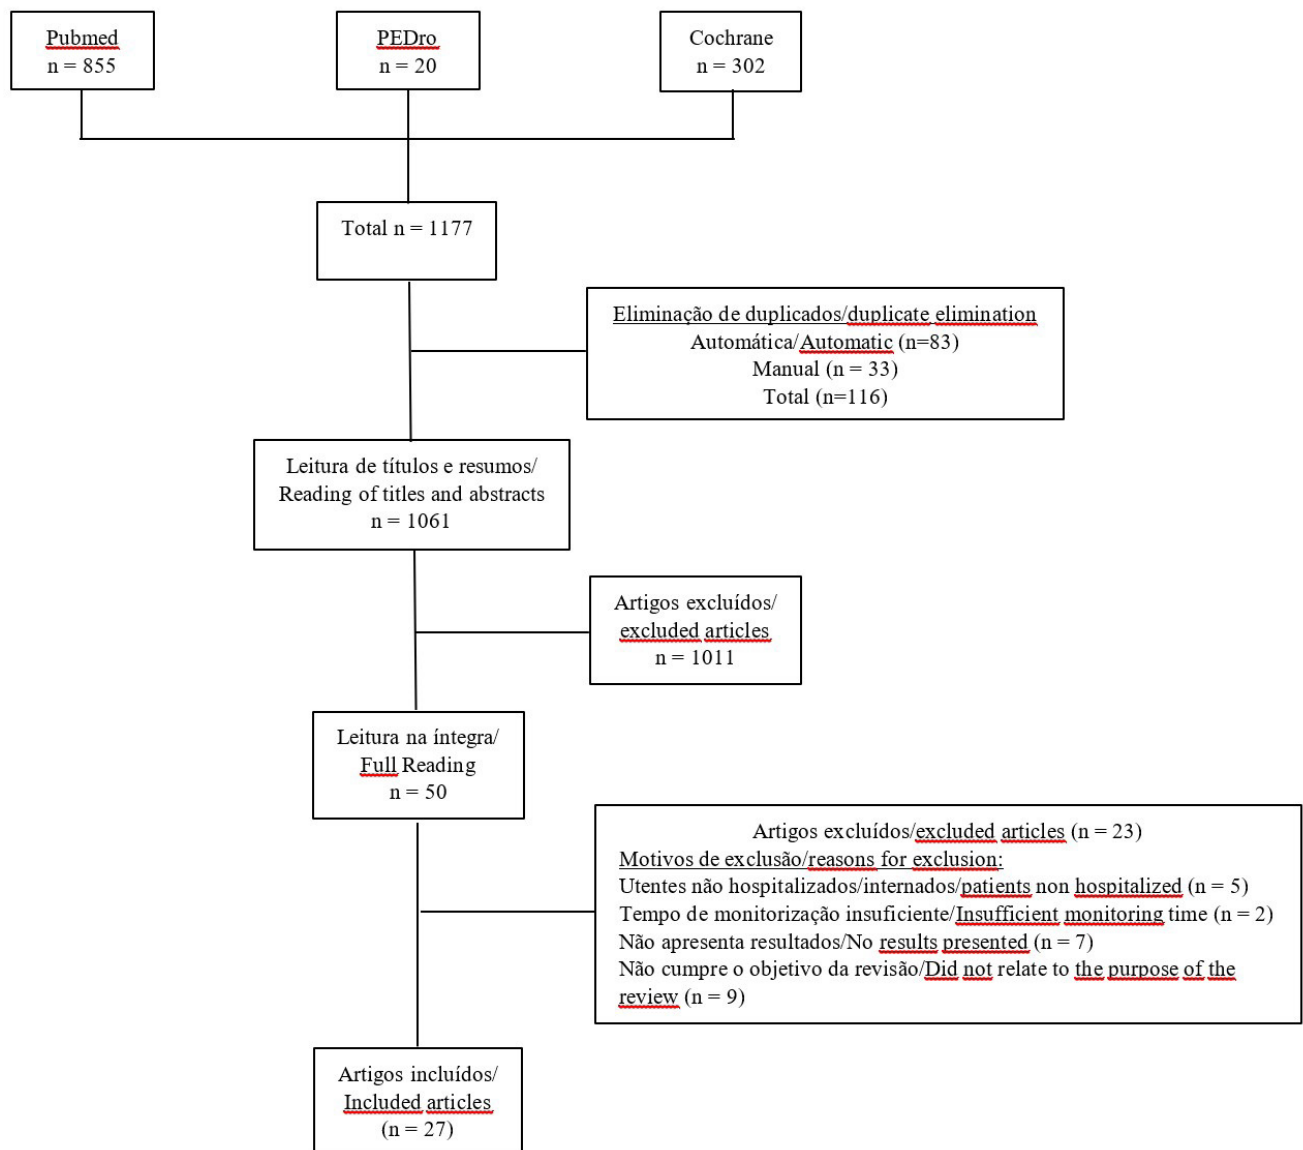 Pubmed
n = 855
PEDro
n = 20
Cochrane
n = 302
Total n = 1177
Eliminação de duplicados/duplicate elimination
Automática/Automatic (n=83)
Manual (n = 33)
Total (n=116)
Leitura de títulos e resumos/
Reading of titles and abstracts
n = 1061
Artigos excluídos/
excluded articles
n = 1011
Leitura na íntegra/
Full Reading
n = 50
Artigos excluídos/excluded articles (n = 23)
Motivos de exclusão/reasons for exclusion:
Utentes não hospitalizados/internados/patients non hospitalized (n = 5)
Tempo de monitorização insuficiente/Insufficient monitoring time (n = 2)
Não apresenta resultados/No results presented (n = 7)
Não cumpre o objetivo da revisão/Did not relate to the purpose of the
review (n = 9)
Artigos incluídos/
Included articles
(n = 27)